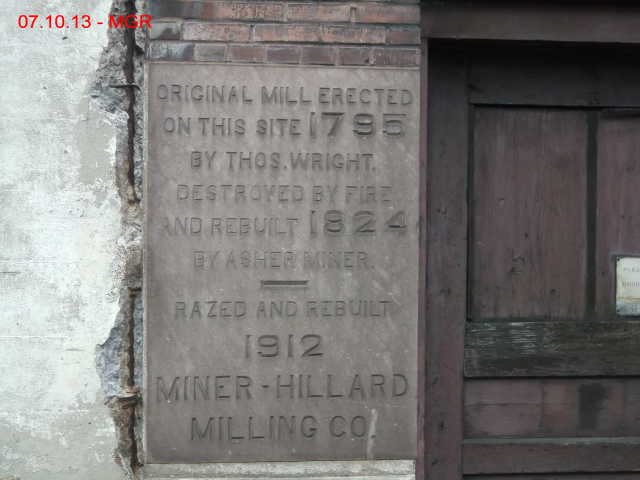 07.10.13 - MGR
ORIGINAL MILL ERECTED
ON THIS SITE 1795
BY THOS. WRIGHT.
DESTROYED BY FIRE
AND REBUILT 1824
BY ASHER MINER.
RAZED AND REBUILT
1912
MINER-HILLARD
MILLING CO.